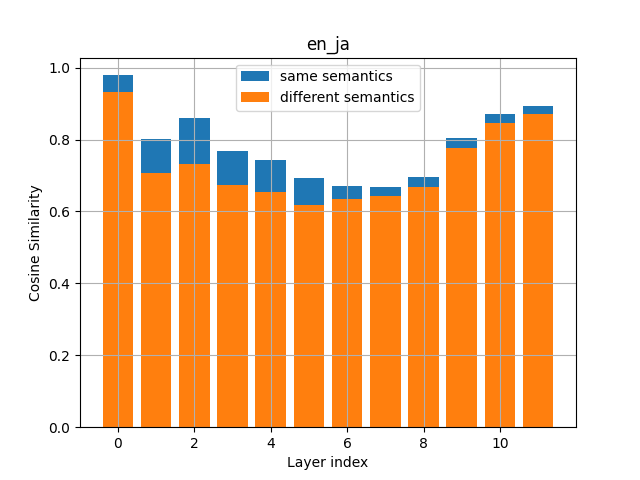 en_ja
same semantics
different semantics
Cosine Similarity
1.0
0.8
0.6
0.4
0.2
0.0
0 2 4 6 8 10
Layer index